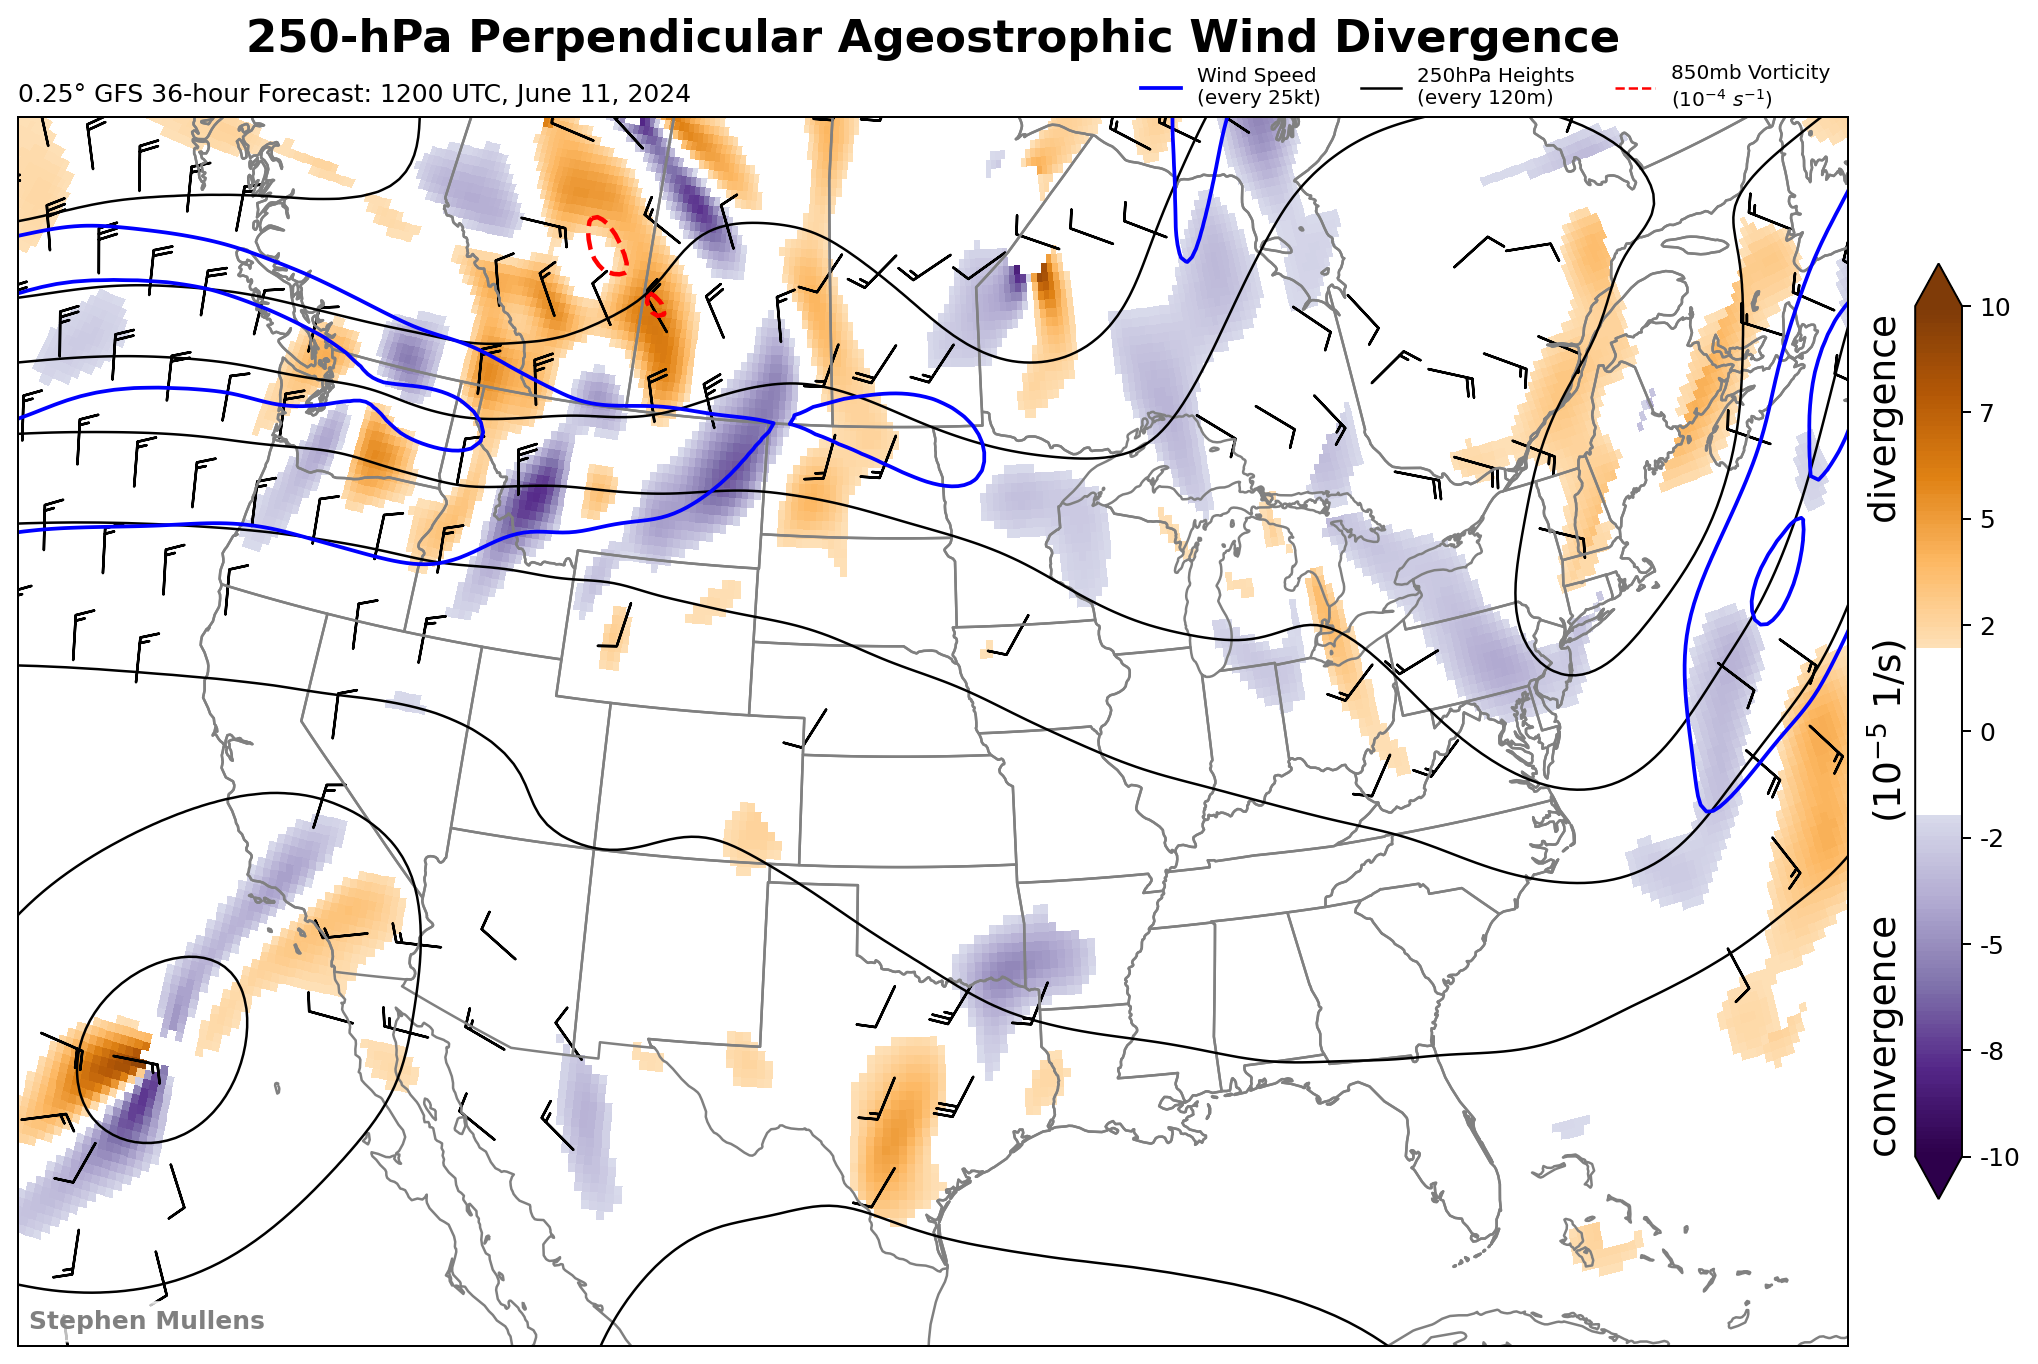 250-hPa Perpendicular Ageostrophic Wind Divergence
0.25° GFS 36-hour Forecast: 1200 UTC, June 11, 2024
Wind Speed
(every 25kt)
250hPa Heights
(every 120m)
850mb Vorticity
(10⁻⁴ s⁻¹)
10
7
5
2
0
-2
-5
-8
-10
convergence (10⁻⁵ 1/s) divergence
Stephen Mullens